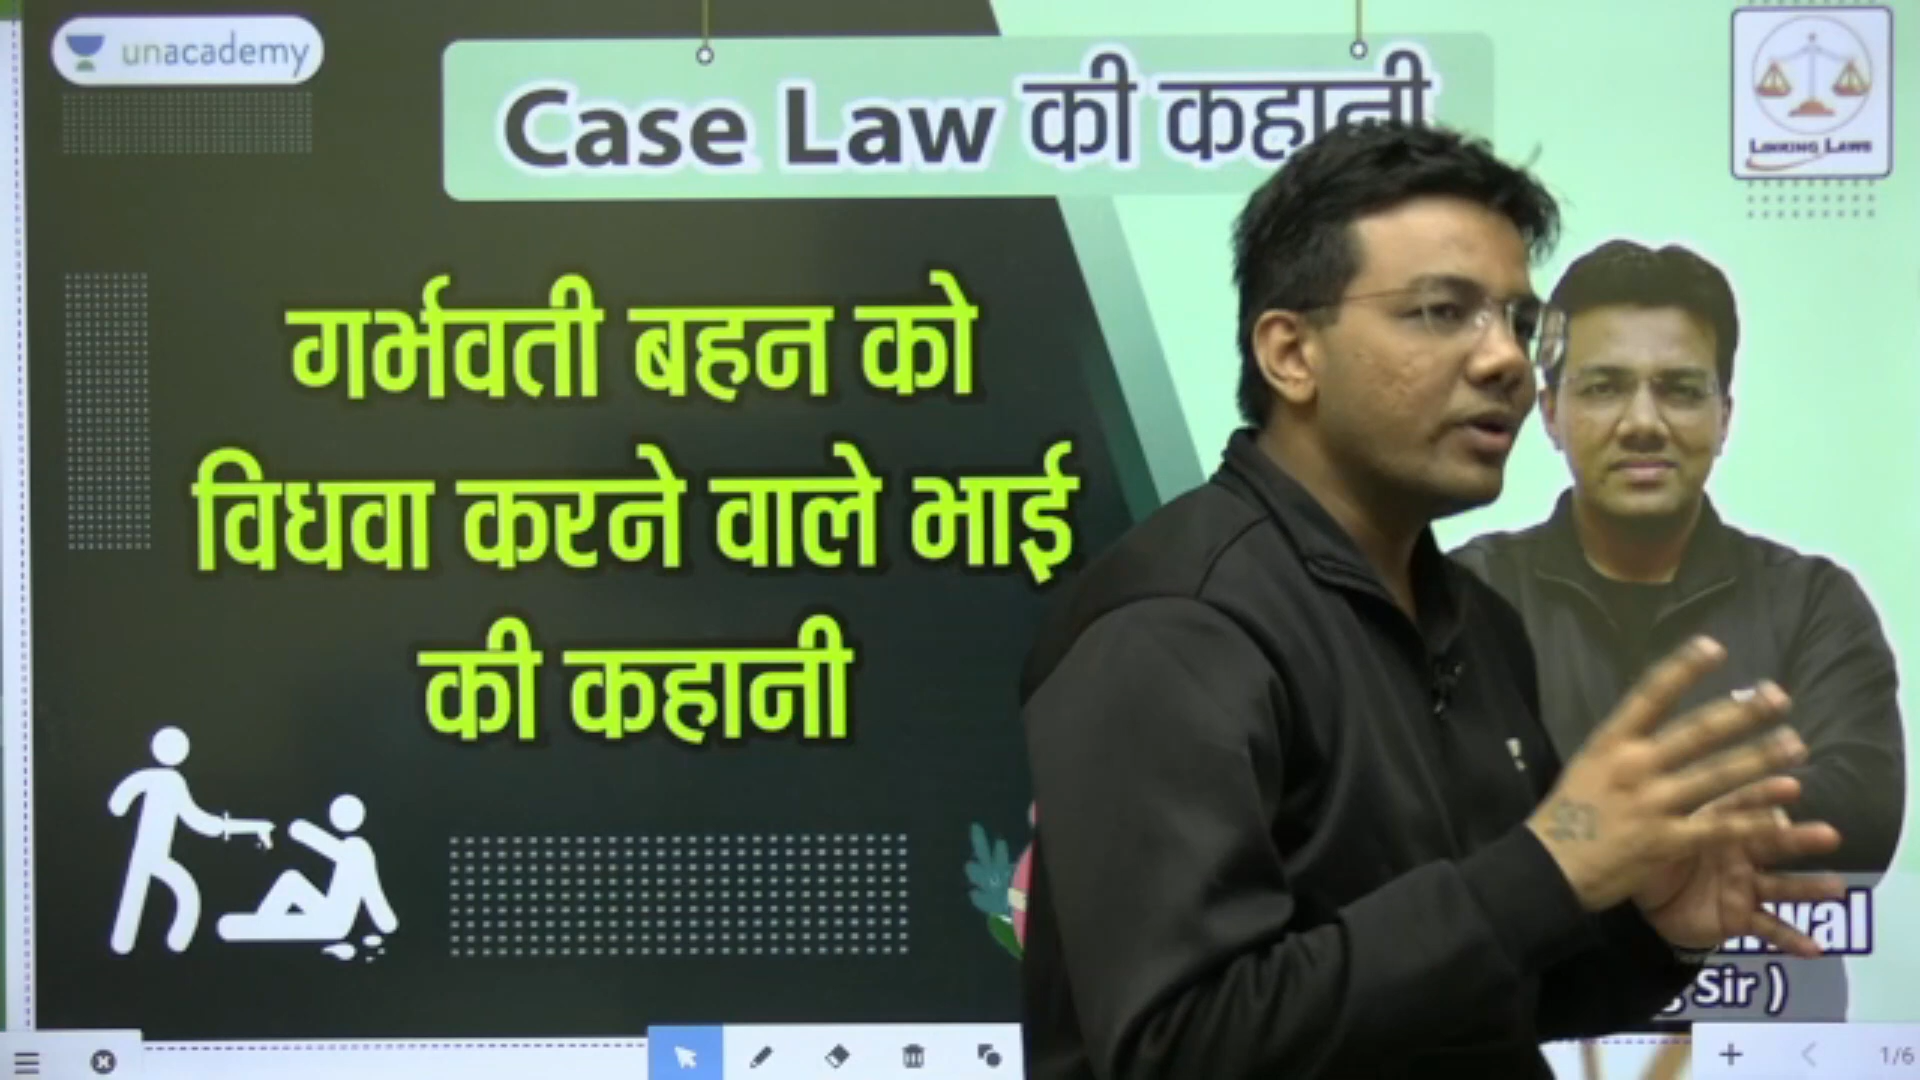 unacademy
Case Law की कहानी
LINKING LAWS
गर्भवती बहन को
विधवा करने वाले भाई
की कहानी
Sir )
1/6